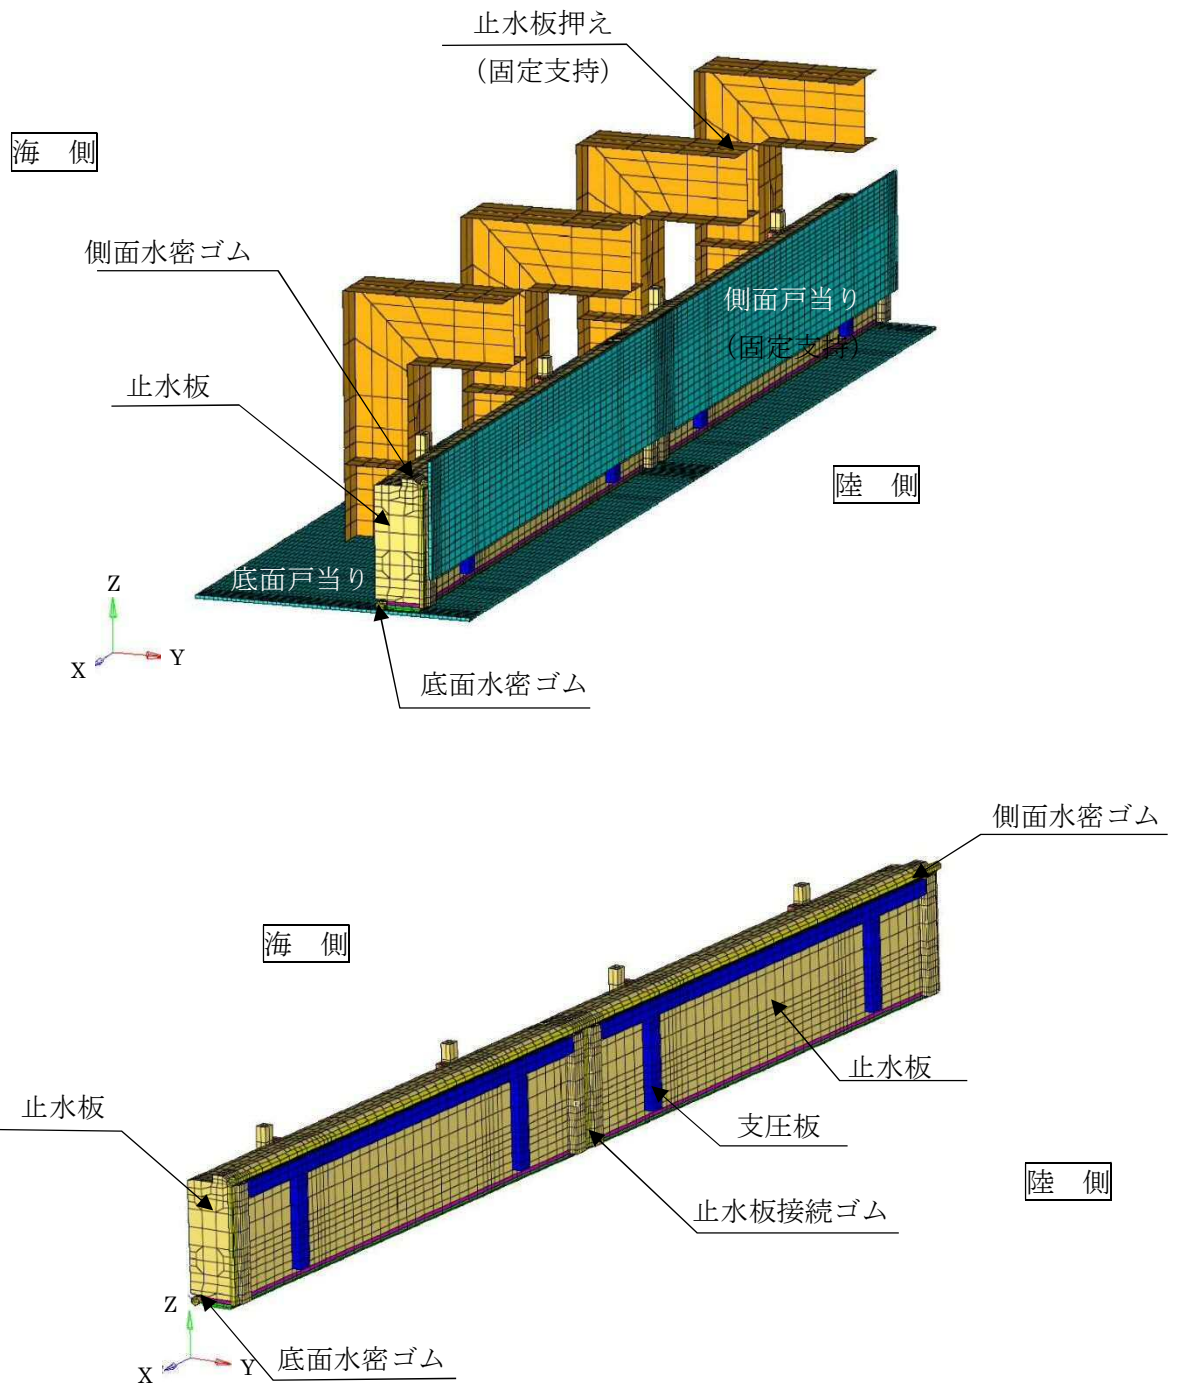 止水板押え
(固定支持)
海 側
側面水密ゴム
側面戸当り
(固定支持)
止水板
陸 側
底面戸当り
Z
X
Y
底面水密ゴム
側面水密ゴム
海 側
止水板
止水板
支圧板
陸 側
止水板接続ゴム
Z
X
Y
底面水密ゴム